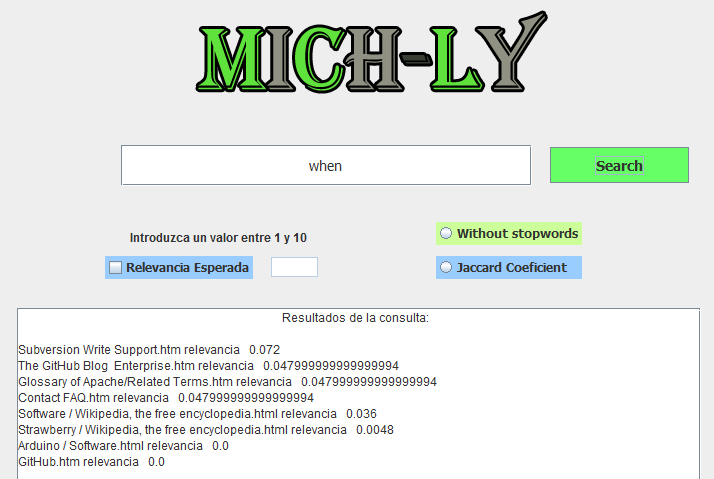 MICH-LY
when
Search
Introduzca un valor entre 1 y 10
Without stopwords
Relevancia Esperada
Jaccard Coeficient
Resultados de la consulta:
Subversion Write Support.htm relevancia 0.072
The GitHub Blog Enterprise.htm relevancia 0.047999999999999994
Glossary of Apache/Related Terms.htm relevancia 0.047999999999999994
Contact FAQ.htm relevancia 0.047999999999999994
Software / Wikipedia, the free encyclopedia.html relevancia 0.036
Strawberry / Wikipedia, the free encyclopedia.html relevancia 0.0048
Arduino / Software.html relevancia 0.0
GitHub.htm relevancia 0.0